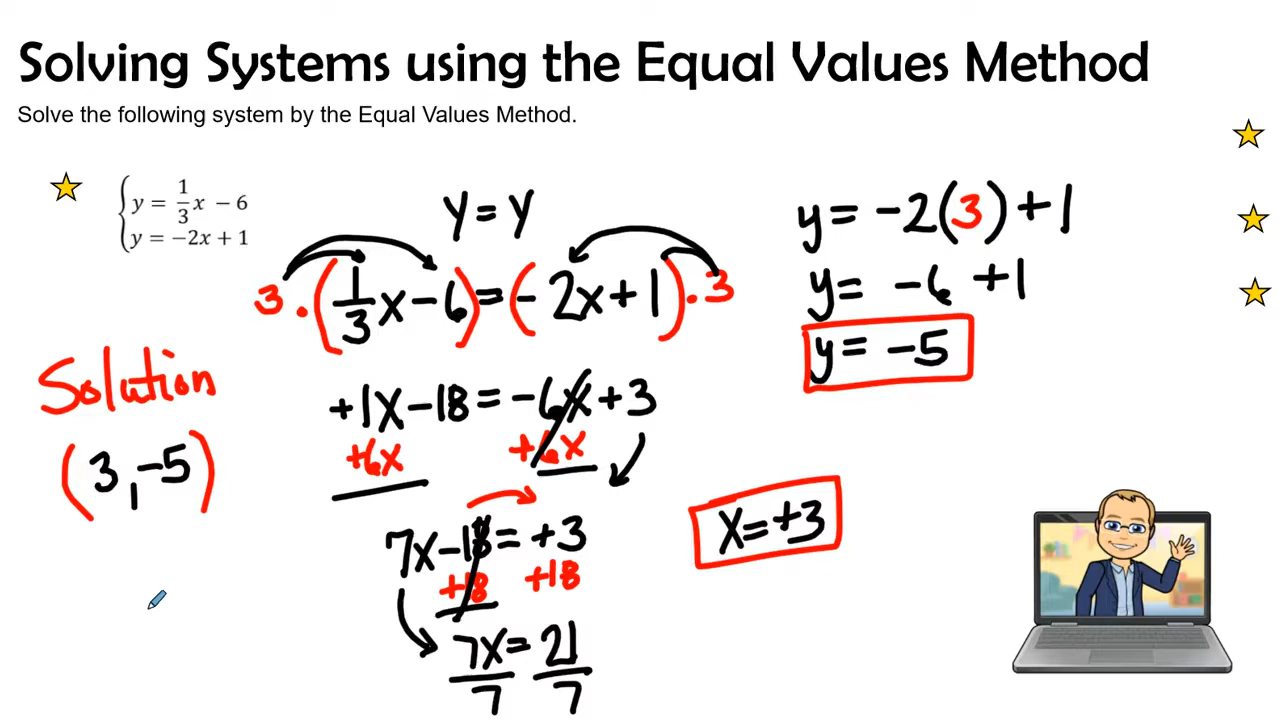 Solving Systems using the Equal Values Method
Solve the following system by the Equal Values Method.
{ y = 1/3 x − 6
y = −2x + 1
y = y
3 · (1/3 x − 6) = (−2x + 1) · 3
+1x − 18 = −6x + 3
+6x +6x
7x − 18 = +3
+18 +18
7x = 21
7 7
x = +3
y = −2(3) + 1
y = −6 + 1
y = −5
Solution
(3, −5)